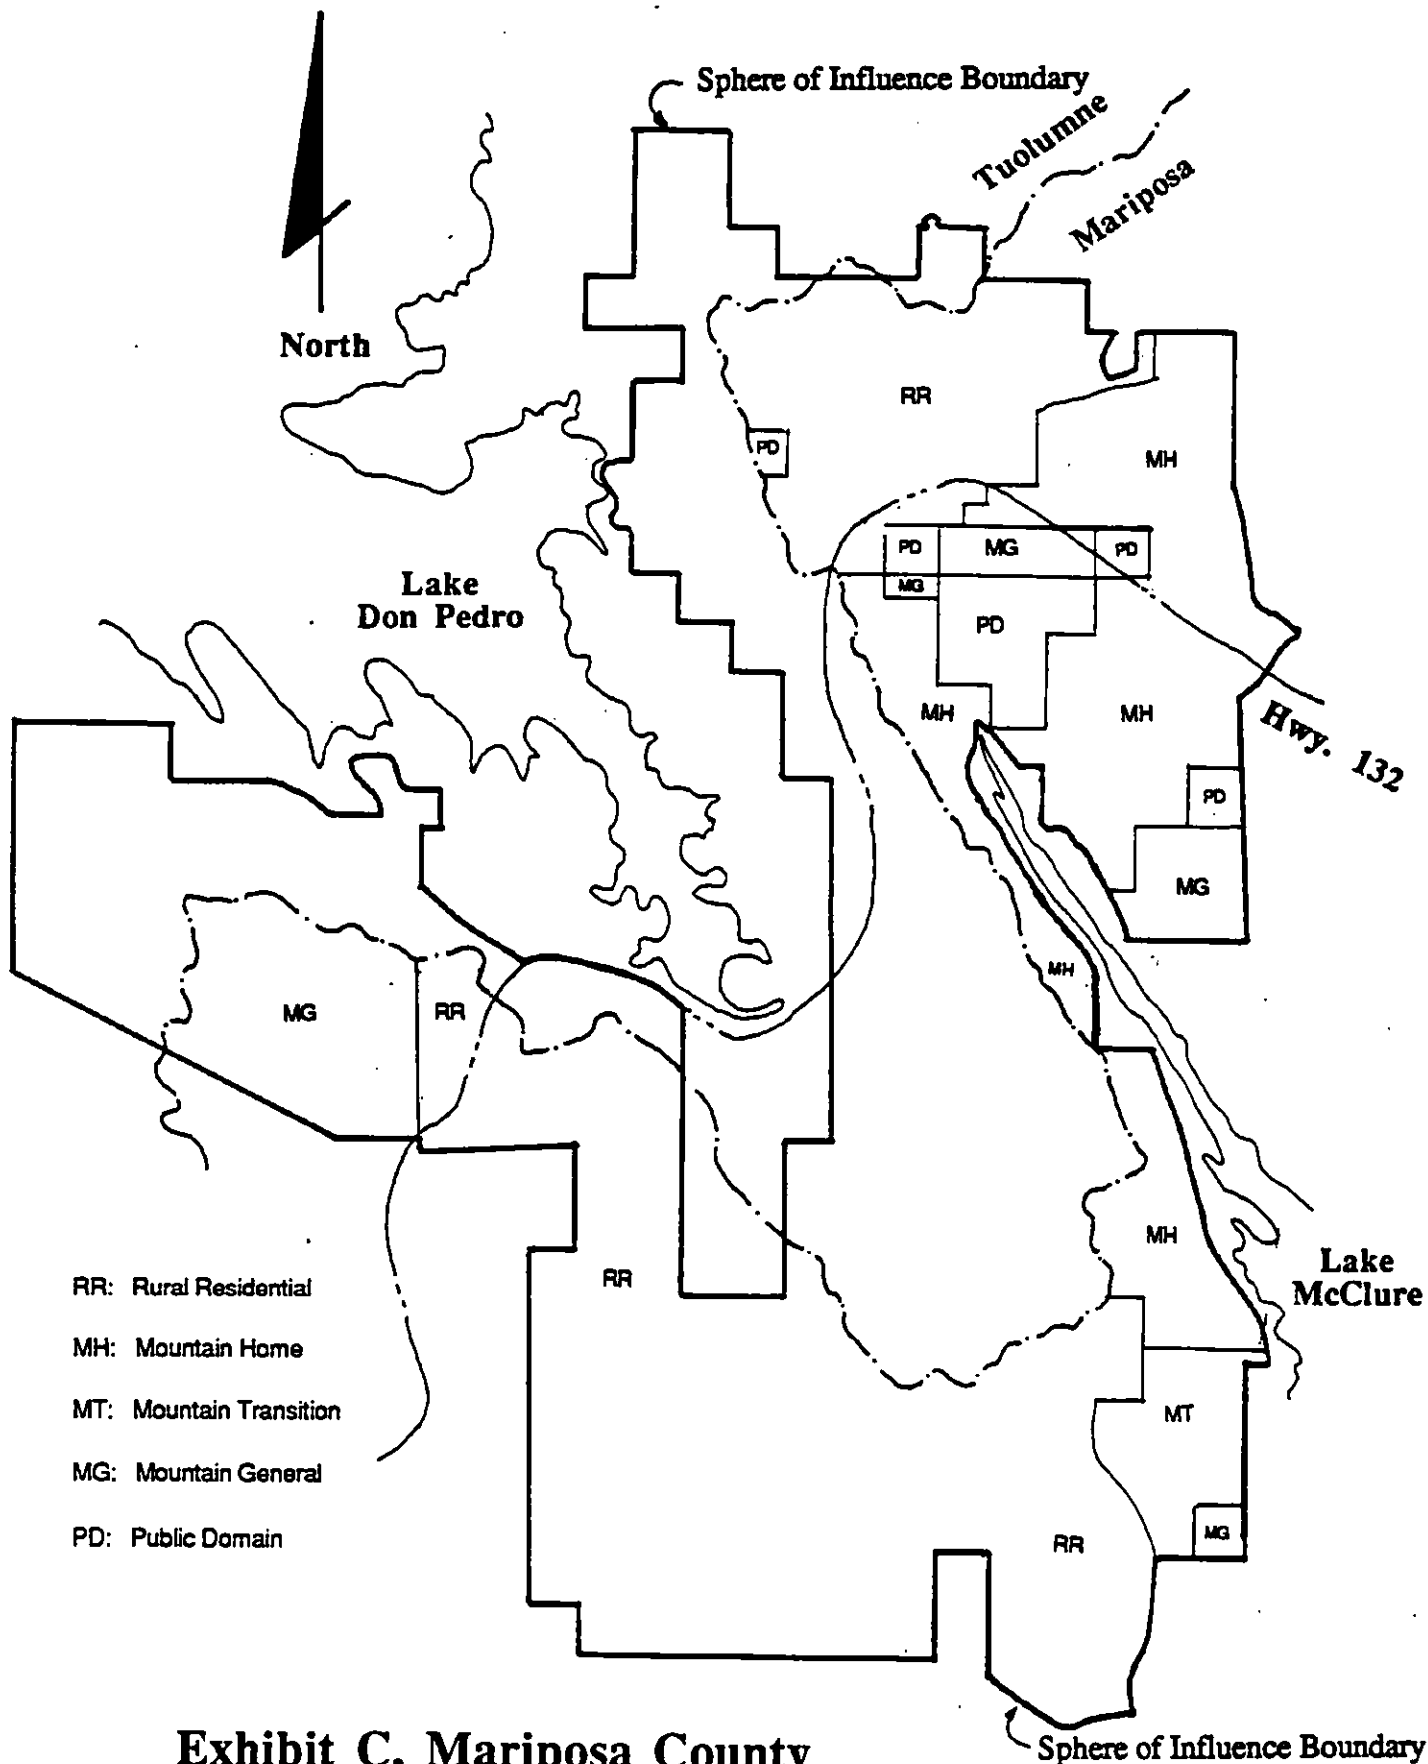 Sphere of Influence Boundary
Tuolumne
Mariposa
North
RR
PD
MH
PD
MG
PD
MG
Lake
Don Pedro
PD
MH
MH
Hwy. 132
PD
MG
MH
MG
RR
MH
Lake
McClure
RR
RR: Rural Residential
MH: Mountain Home
MT: Mountain Transition
MT
MG: Mountain General
PD: Public Domain
MG
RR
Exhibit C. Mariposa County
Sphere of Influence Boundary